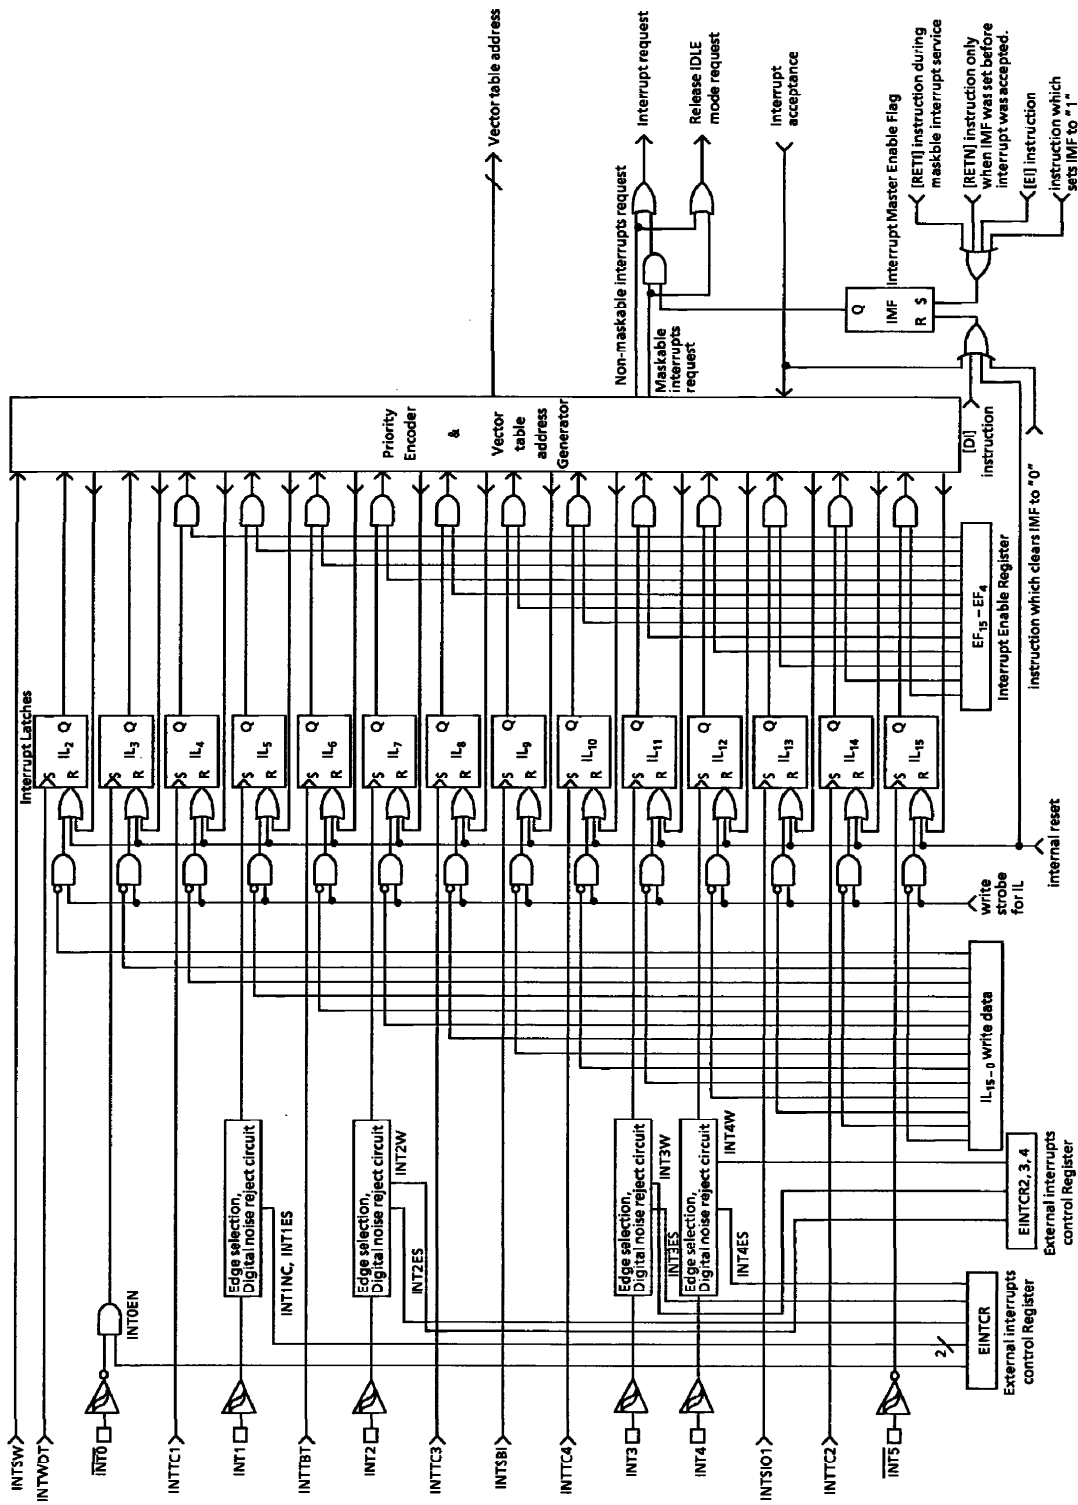 INTSW
INTWDT
INT0
INTTC1
INT1
INTTBT
INT2
INTTC3
INTSBI
INTTC4
INT3
INT4
INTSIO1
INTTC2
INT5
INT0EN
Edge selection,
Digital noise reject circuit
INT1NC, INT1ES
Edge selection,
Digital noise reject circuit
INT2W
INT2ES
Edge selection,
Digital noise reject circuit
INT3W
INT3ES
Edge selection,
Digital noise reject circuit
INT4W
INT4ES
2
EINTCR
External interrupts
control Register
EINTCR2, 3, 4
External interrupts
control Register
IL15 – 0 write data
write
strobe
for IL
internal reset
Interrupt Latches
S
IL2
R
Q
S
IL3
R
Q
S
IL4
R
Q
S
IL5
R
Q
S
IL6
R
Q
S
IL7
R
Q
S
IL8
R
Q
S
IL9
R
Q
S
IL10
R
Q
S
IL11
R
Q
S
IL12
R
Q
S
IL13
R
Q
S
IL14
R
Q
S
IL15
R
Q
EF15 – EF4
Interrupt Enable Register
instruction which clears IMF to "0"
Priority
Encoder
&
Vector
table
address
Generator
[DI]
instruction
Vector table address
Non-maskable interrupts request
Maskable
interrupts
request
Interrupt request
Release IDLE
mode request
Interrupt
acceptance
Q
IMF
R S
Interrupt Master Enable Flag
[RETI] instruction during
maskble interrupt service
[RETN] instruction only
when IMF was set before
interrupt was accepted.
[EI] instruction
instruction which
sets IMF to "1"